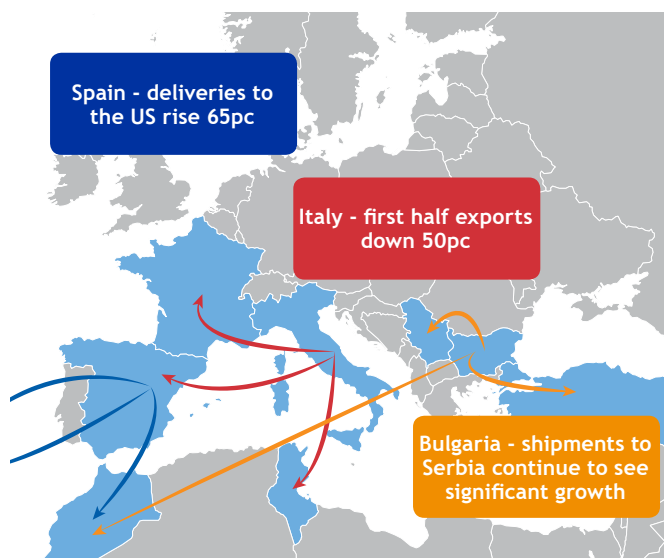 Spain - deliveries to
the US rise 65pc
Italy - first half exports
down 50pc
Bulgaria - shipments to
Serbia continue to see
significant growth